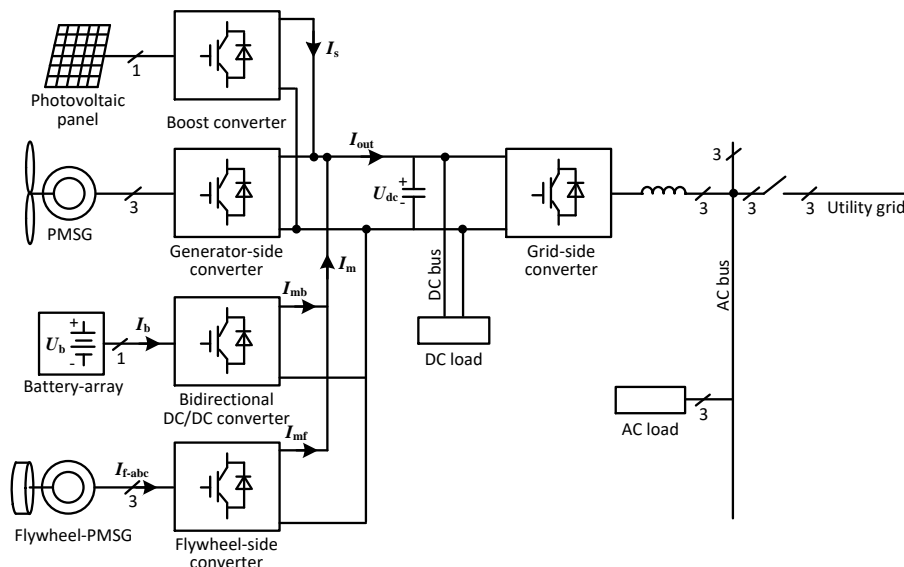 Photovoltaic
panel
1
Boost converter
I_s
PMSG
3
Generator-side
converter
I_out
U_dc
+
-
I_m
DC bus
DC load
Grid-side
converter
3
3
3
3
Utility grid
AC bus
AC load
3
U_b
+
-
Battery-array
I_b
1
Bidirectional
DC/DC converter
I_mb
Flywheel-PMSG
I_f-abc
3
Flywheel-side
converter
I_mf